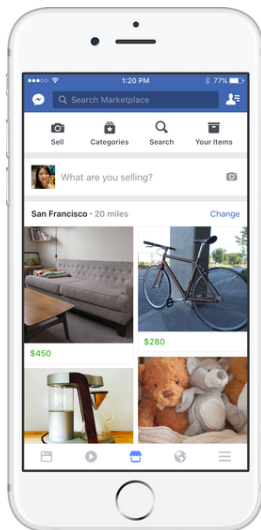 1:20 PM
77%
Search Marketplace
Sell
Categories
Search
Your Items
What are you selling?
San Francisco · 20 miles
Change
$450
$280